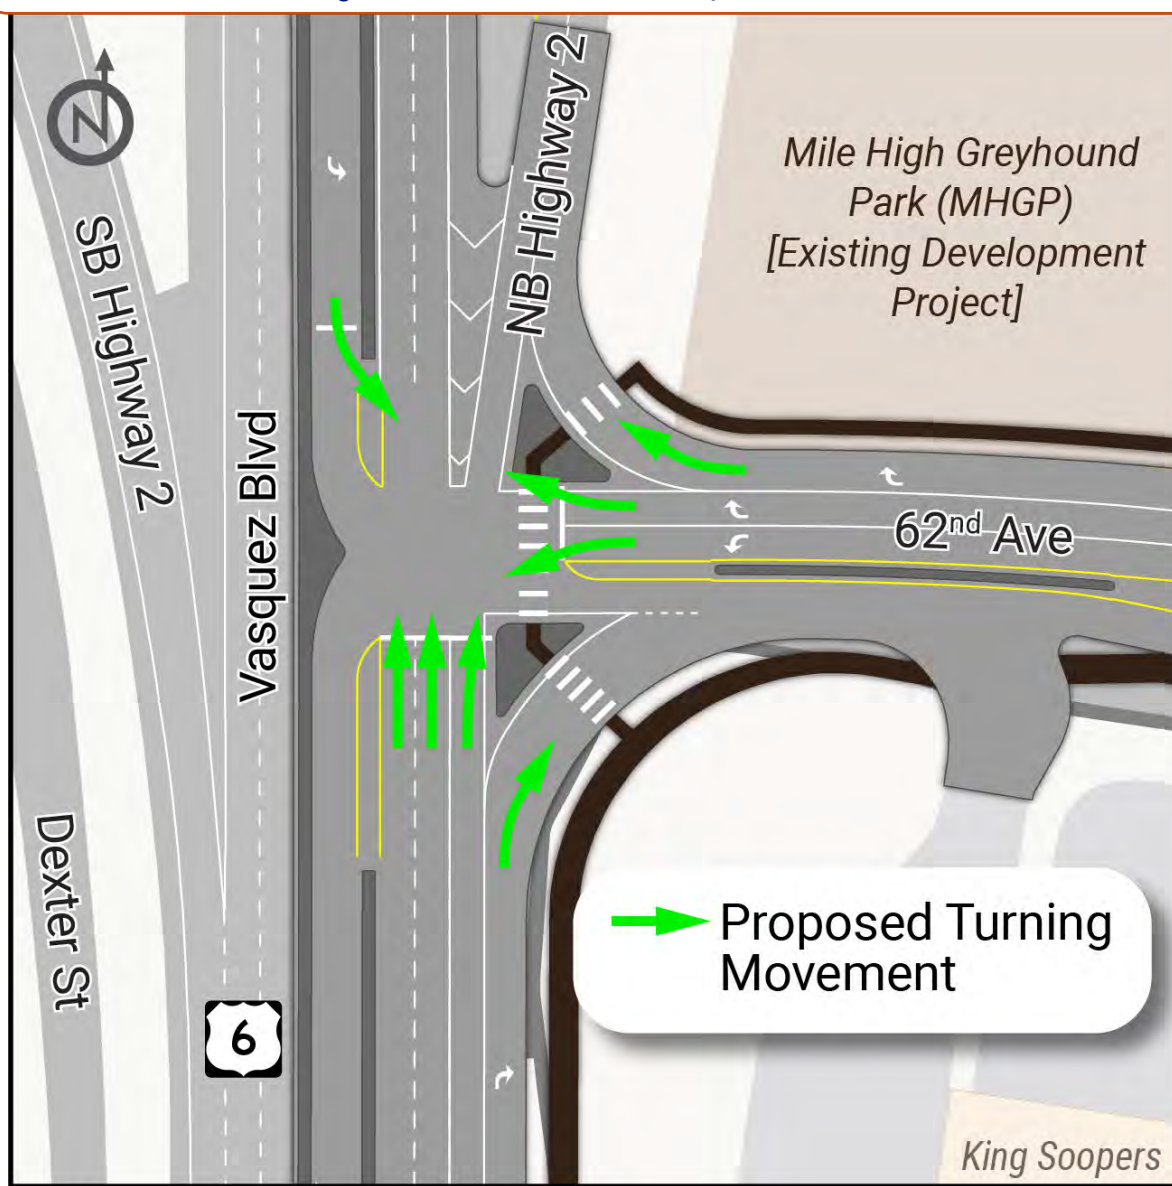 N
Mile High Greyhound
Park (MHGP)
[Existing Development
Project]
NB Highway 2
SB Highway 2
Vasquez Blvd
62nd Ave
Dexter St
6
Proposed Turning
Movement
King Soopers